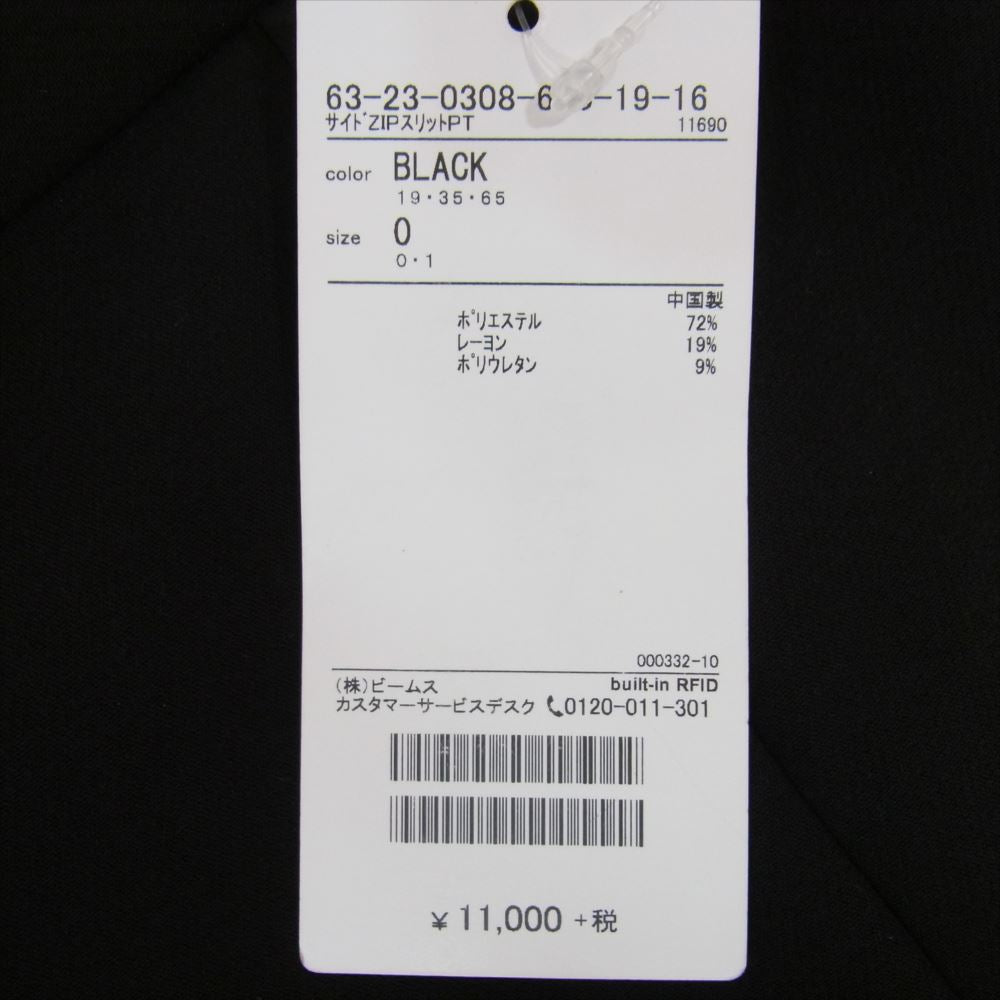 63-23-0308-6 -19-16
サイドZIPスリットPT 11690
color BLACK
19・35・65
size 0
0・1
中国製
ポリエステル 72%
レーヨン 19%
ポリウレタン 9%
000332-10
(株)ビームス built-in RFID
カスタマーサービスデスク 0120-011-301
¥ 11,000 +税